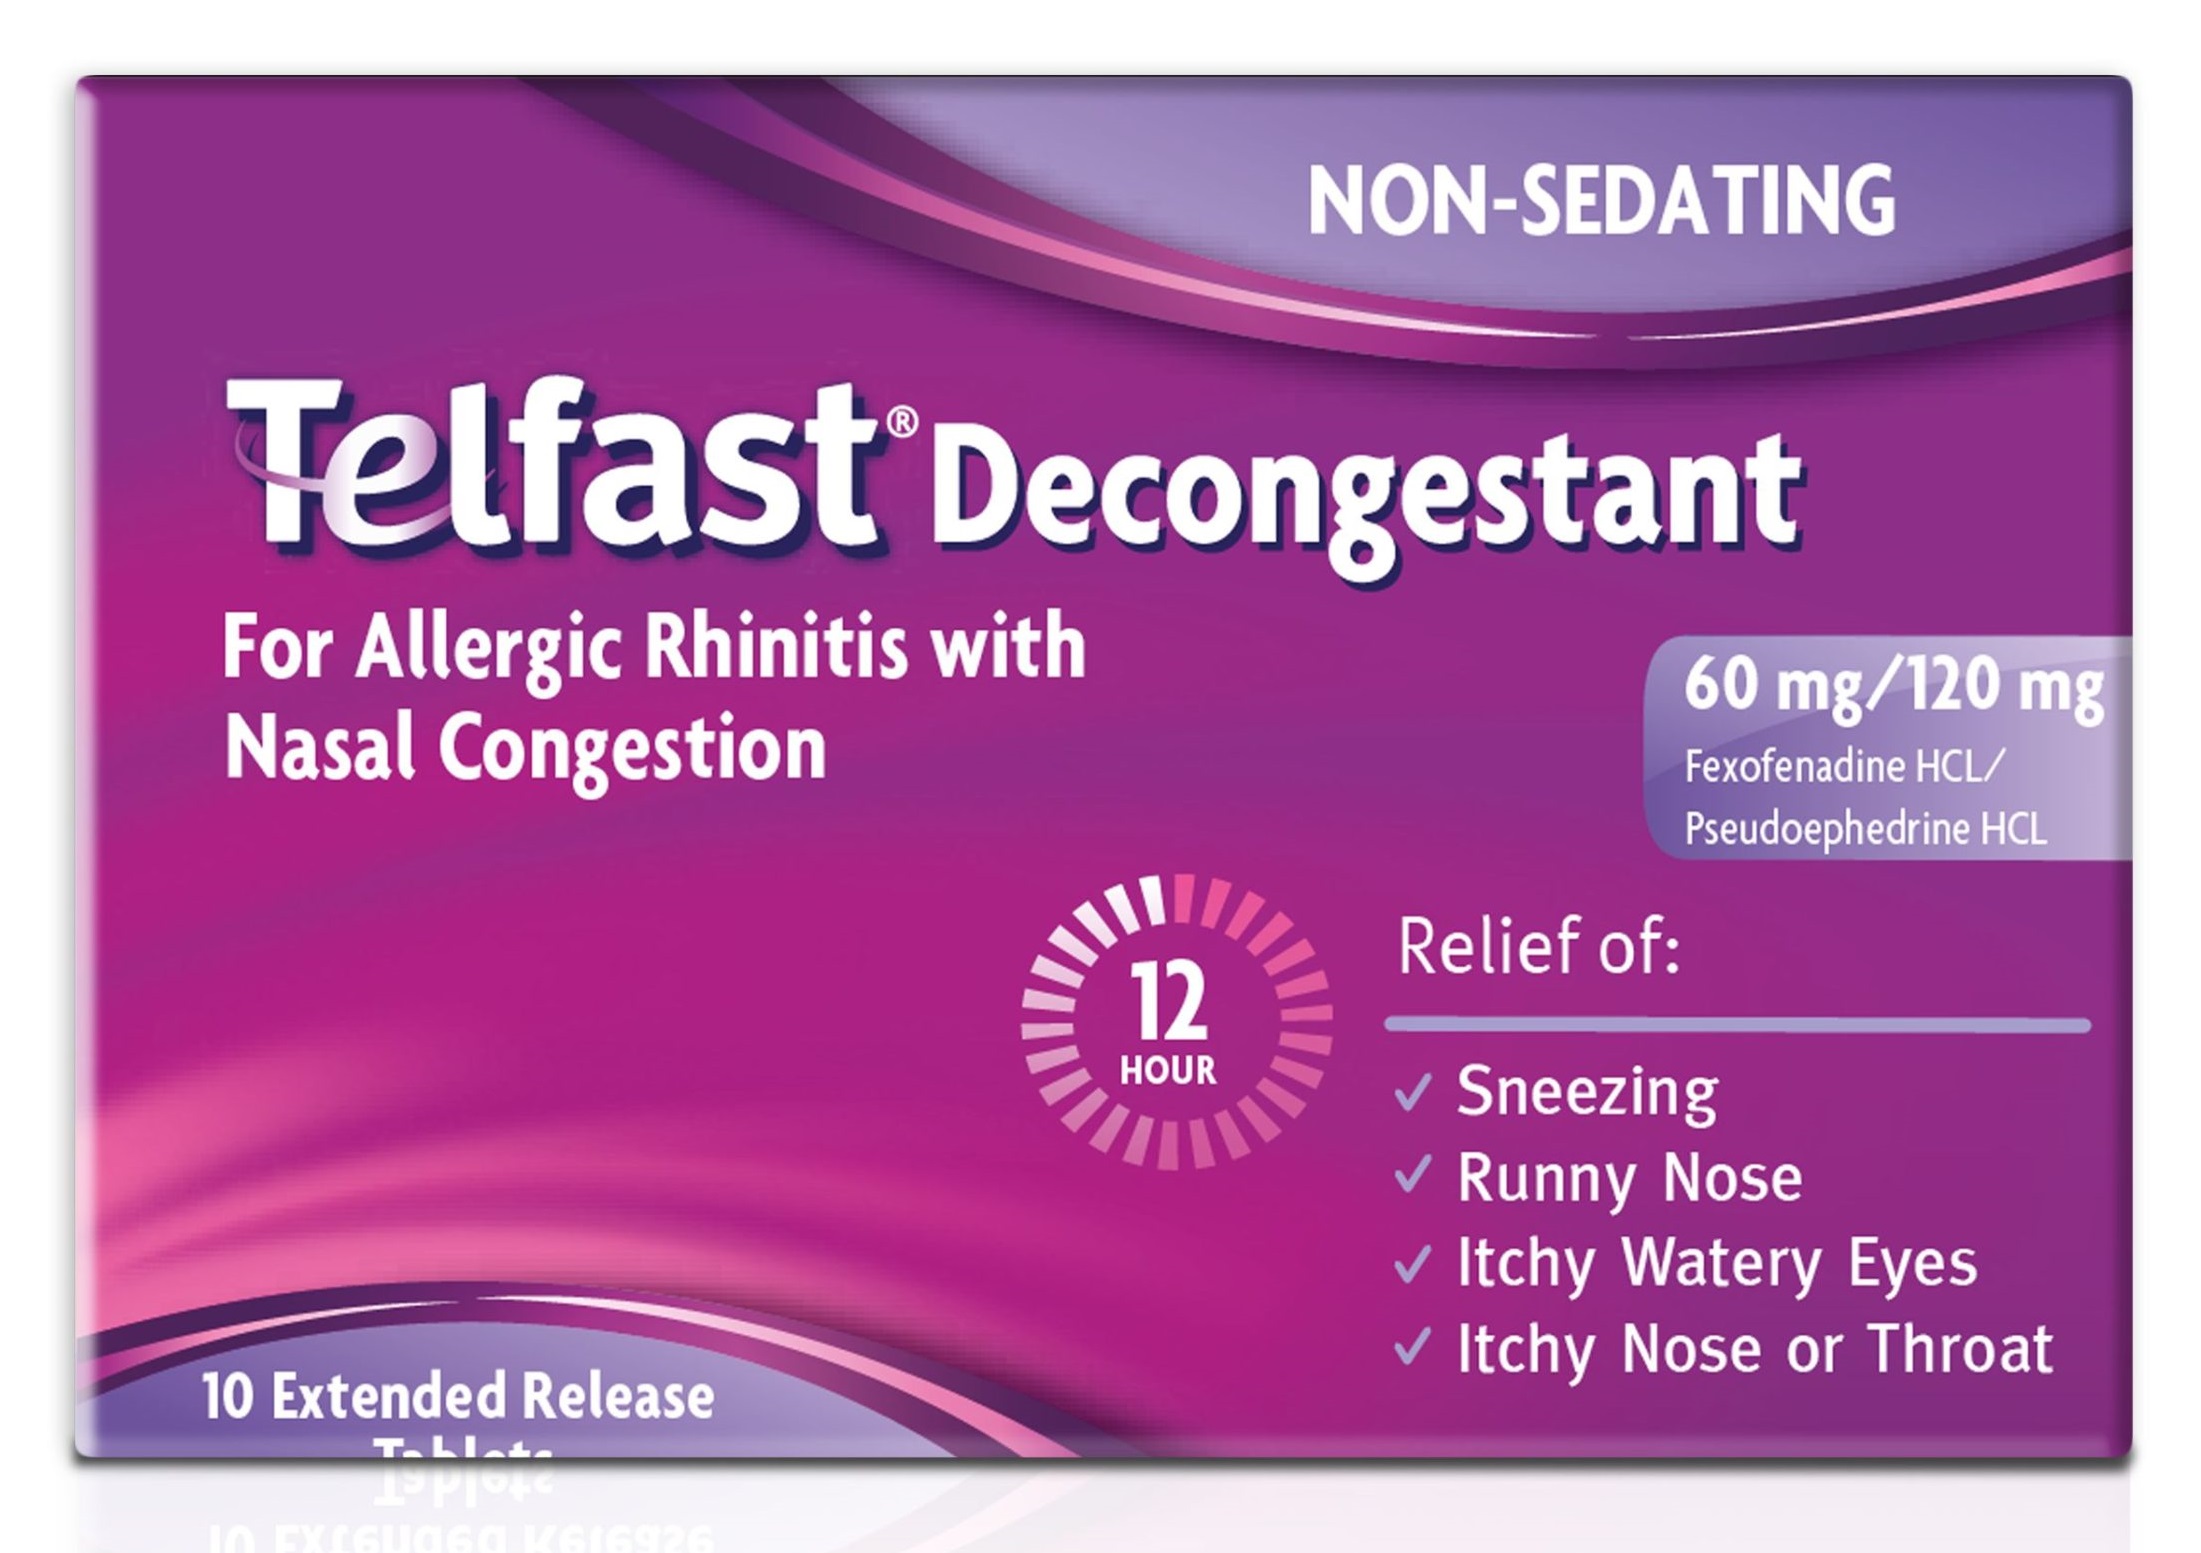 NON-SEDATING
Telfast® Decongestant
For Allergic Rhinitis with
Nasal Congestion
60 mg/120 mg
Fexofenadine HCL/
Pseudoephedrine HCL
12
HOUR
Relief of:
✓ Sneezing
✓ Runny Nose
✓ Itchy Watery Eyes
✓ Itchy Nose or Throat
10 Extended Release
Tablets